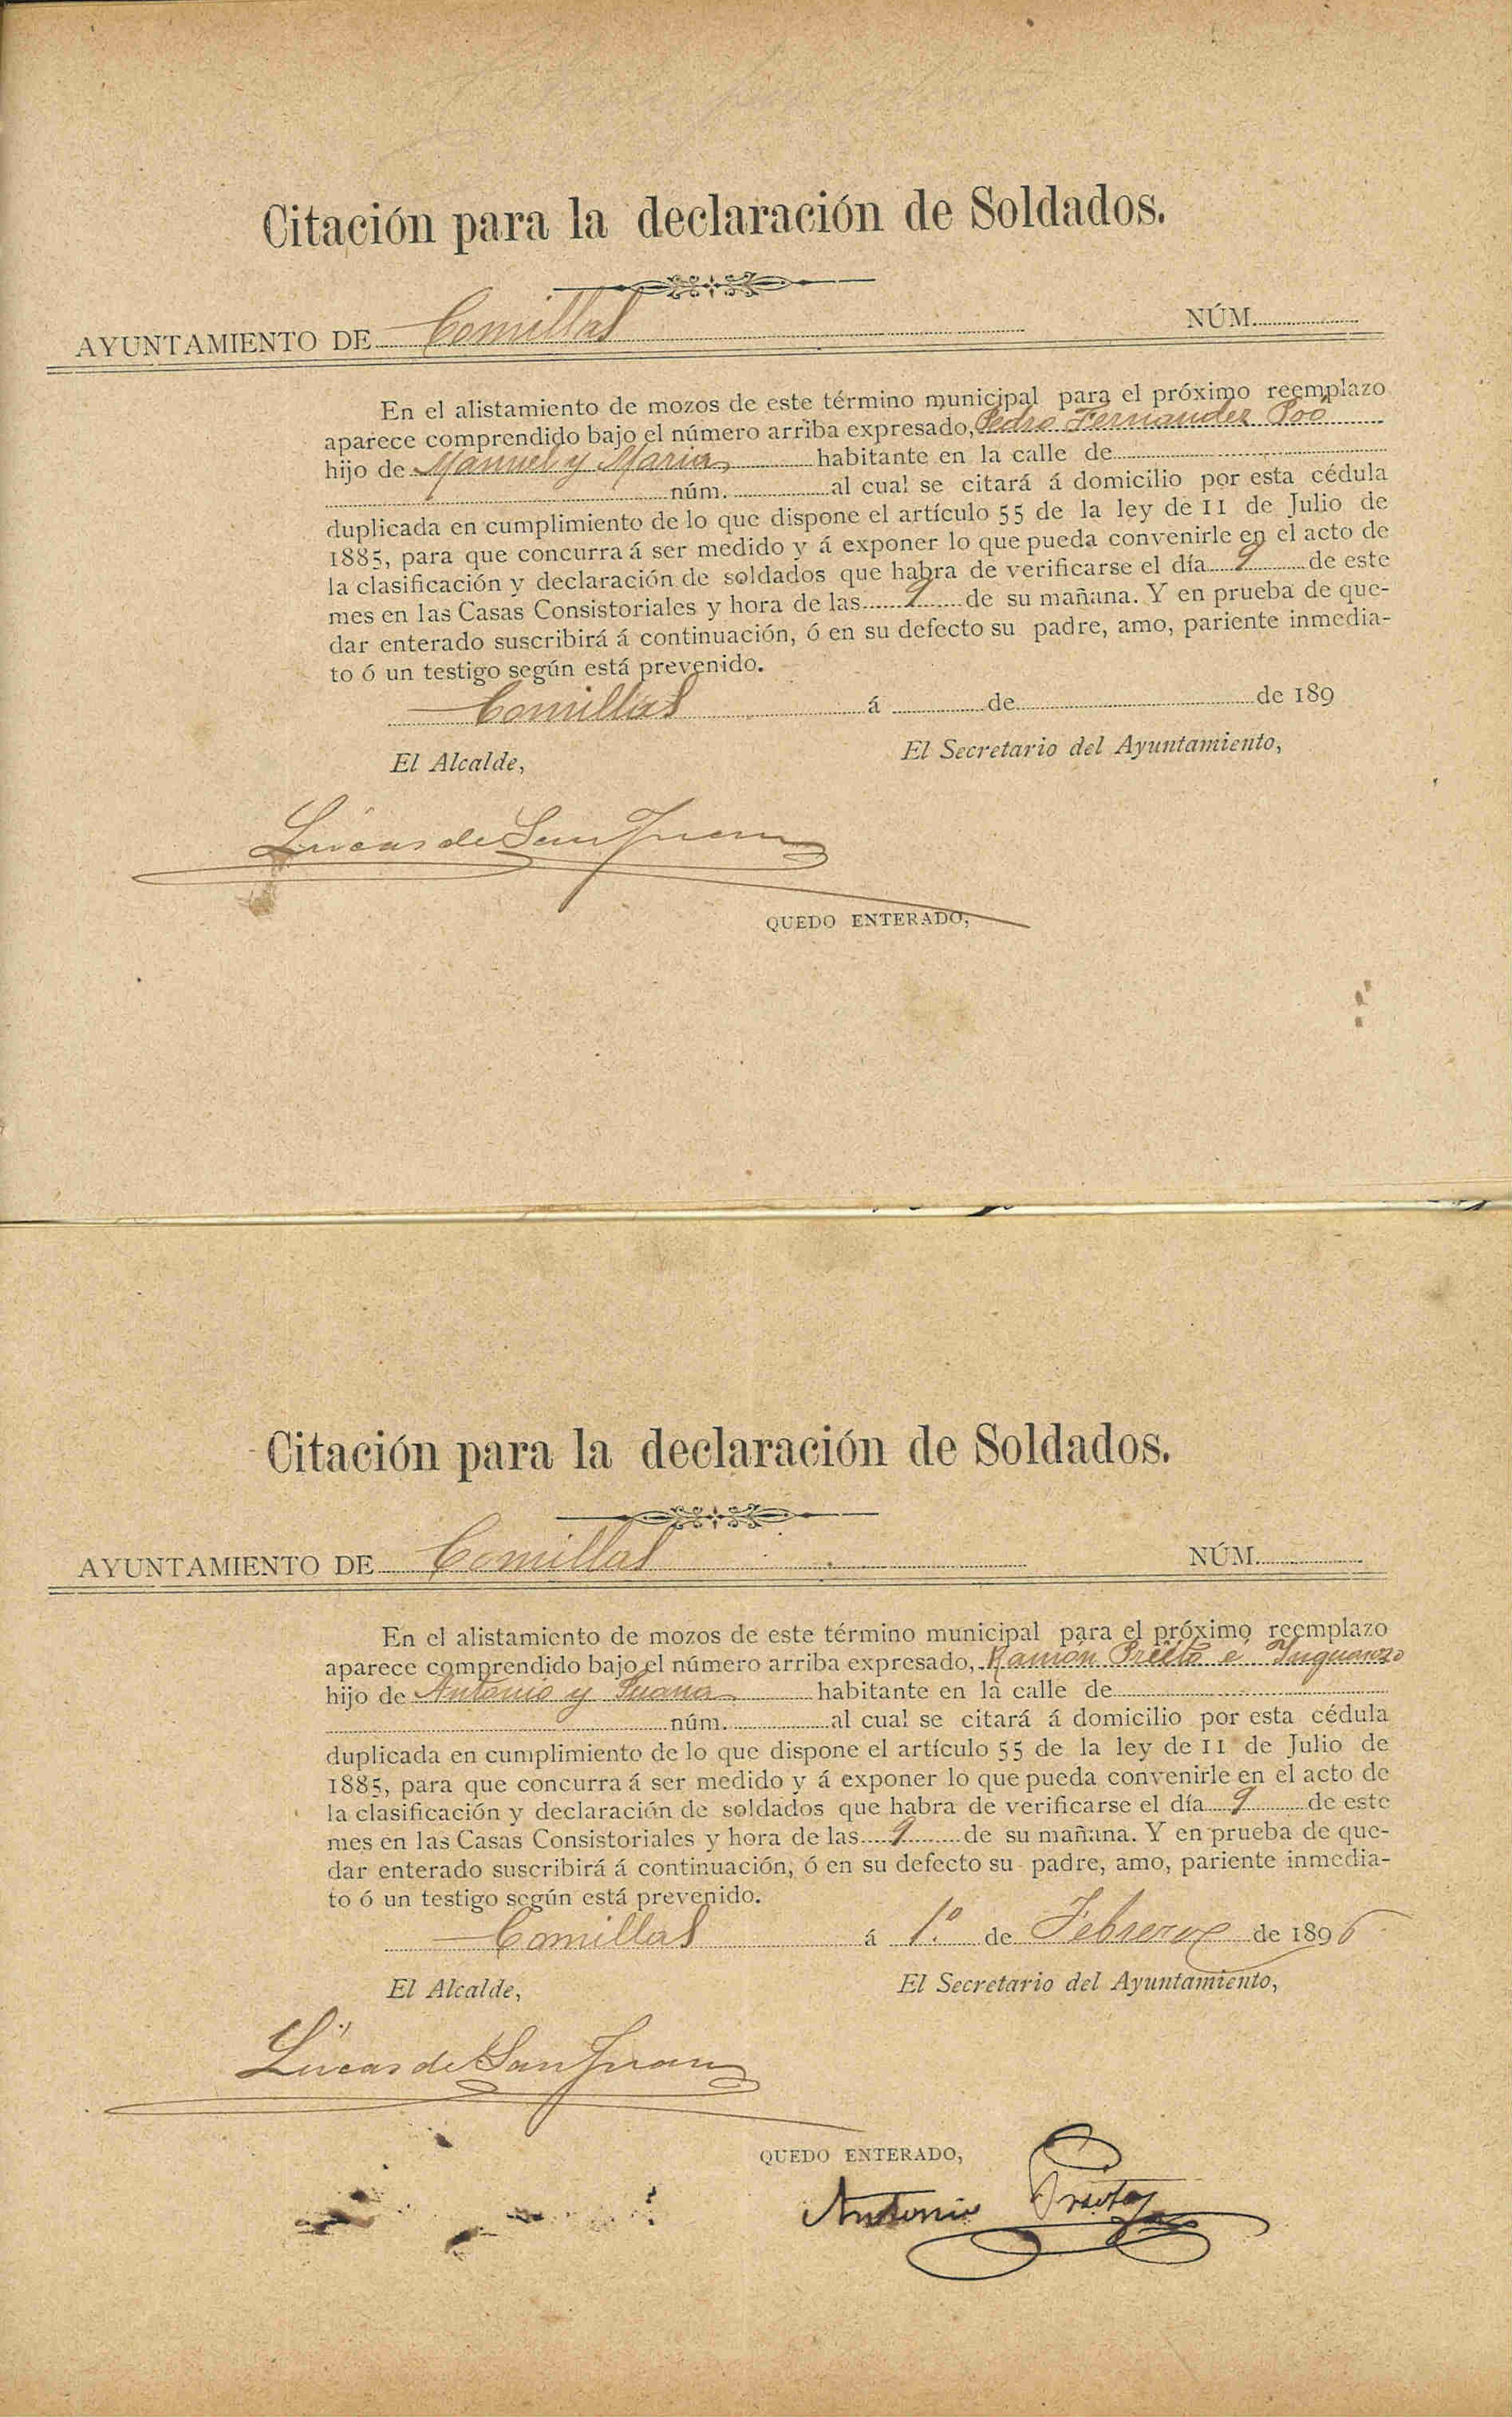 Citación para la declaración de Soldados.
AYUNTAMIENTO DE Comillas NÚM.
En el alistamiento de mozos de este término municipal para el próximo reemplazo
aparece comprendido bajo el número arriba expresado, Pedro Fernandez Poo
hijo de Manuel y Maria habitante en la calle de
núm. al cual se citará á domicilio por esta cédula
duplicada en cumplimiento de lo que dispone el artículo 55 de la ley de 11 de Julio de
1885, para que concurra á ser medido y á exponer lo que pueda convenirle en el acto de
la clasificación y declaración de soldados que habra de verificarse el día 9 de este
mes en las Casas Consistoriales y hora de las 9 de su mañana. Y en prueba de que-
dar enterado suscribirá á continuación, ó en su defecto su padre, amo, pariente inmedia-
to ó un testigo según está prevenido.
Comillas á de de 189
El Alcalde, El Secretario del Ayuntamiento,
Lucas de San Juan
QUEDO ENTERADO,
Citación para la declaración de Soldados.
AYUNTAMIENTO DE Comillas NÚM.
En el alistamiento de mozos de este término municipal para el próximo reemplazo
aparece comprendido bajo el número arriba expresado, Ramón Prieto é Inguanzo
hijo de Antonio y Juana habitante en la calle de
núm. al cual se citará á domicilio por esta cédula
duplicada en cumplimiento de lo que dispone el artículo 55 de la ley de 11 de Julio de
1885, para que concurra á ser medido y á exponer lo que pueda convenirle en el acto de
la clasificación y declaración de soldados que habra de verificarse el día 9 de este
mes en las Casas Consistoriales y hora de las 9 de su mañana. Y en prueba de que-
dar enterado suscribirá á continuación, ó en su defecto su padre, amo, pariente inmedia-
to ó un testigo según está prevenido.
Comillas á 1.º de Febrero de 1896
El Alcalde, El Secretario del Ayuntamiento,
Lucas de San Juan
QUEDO ENTERADO,
Antonio Prieto